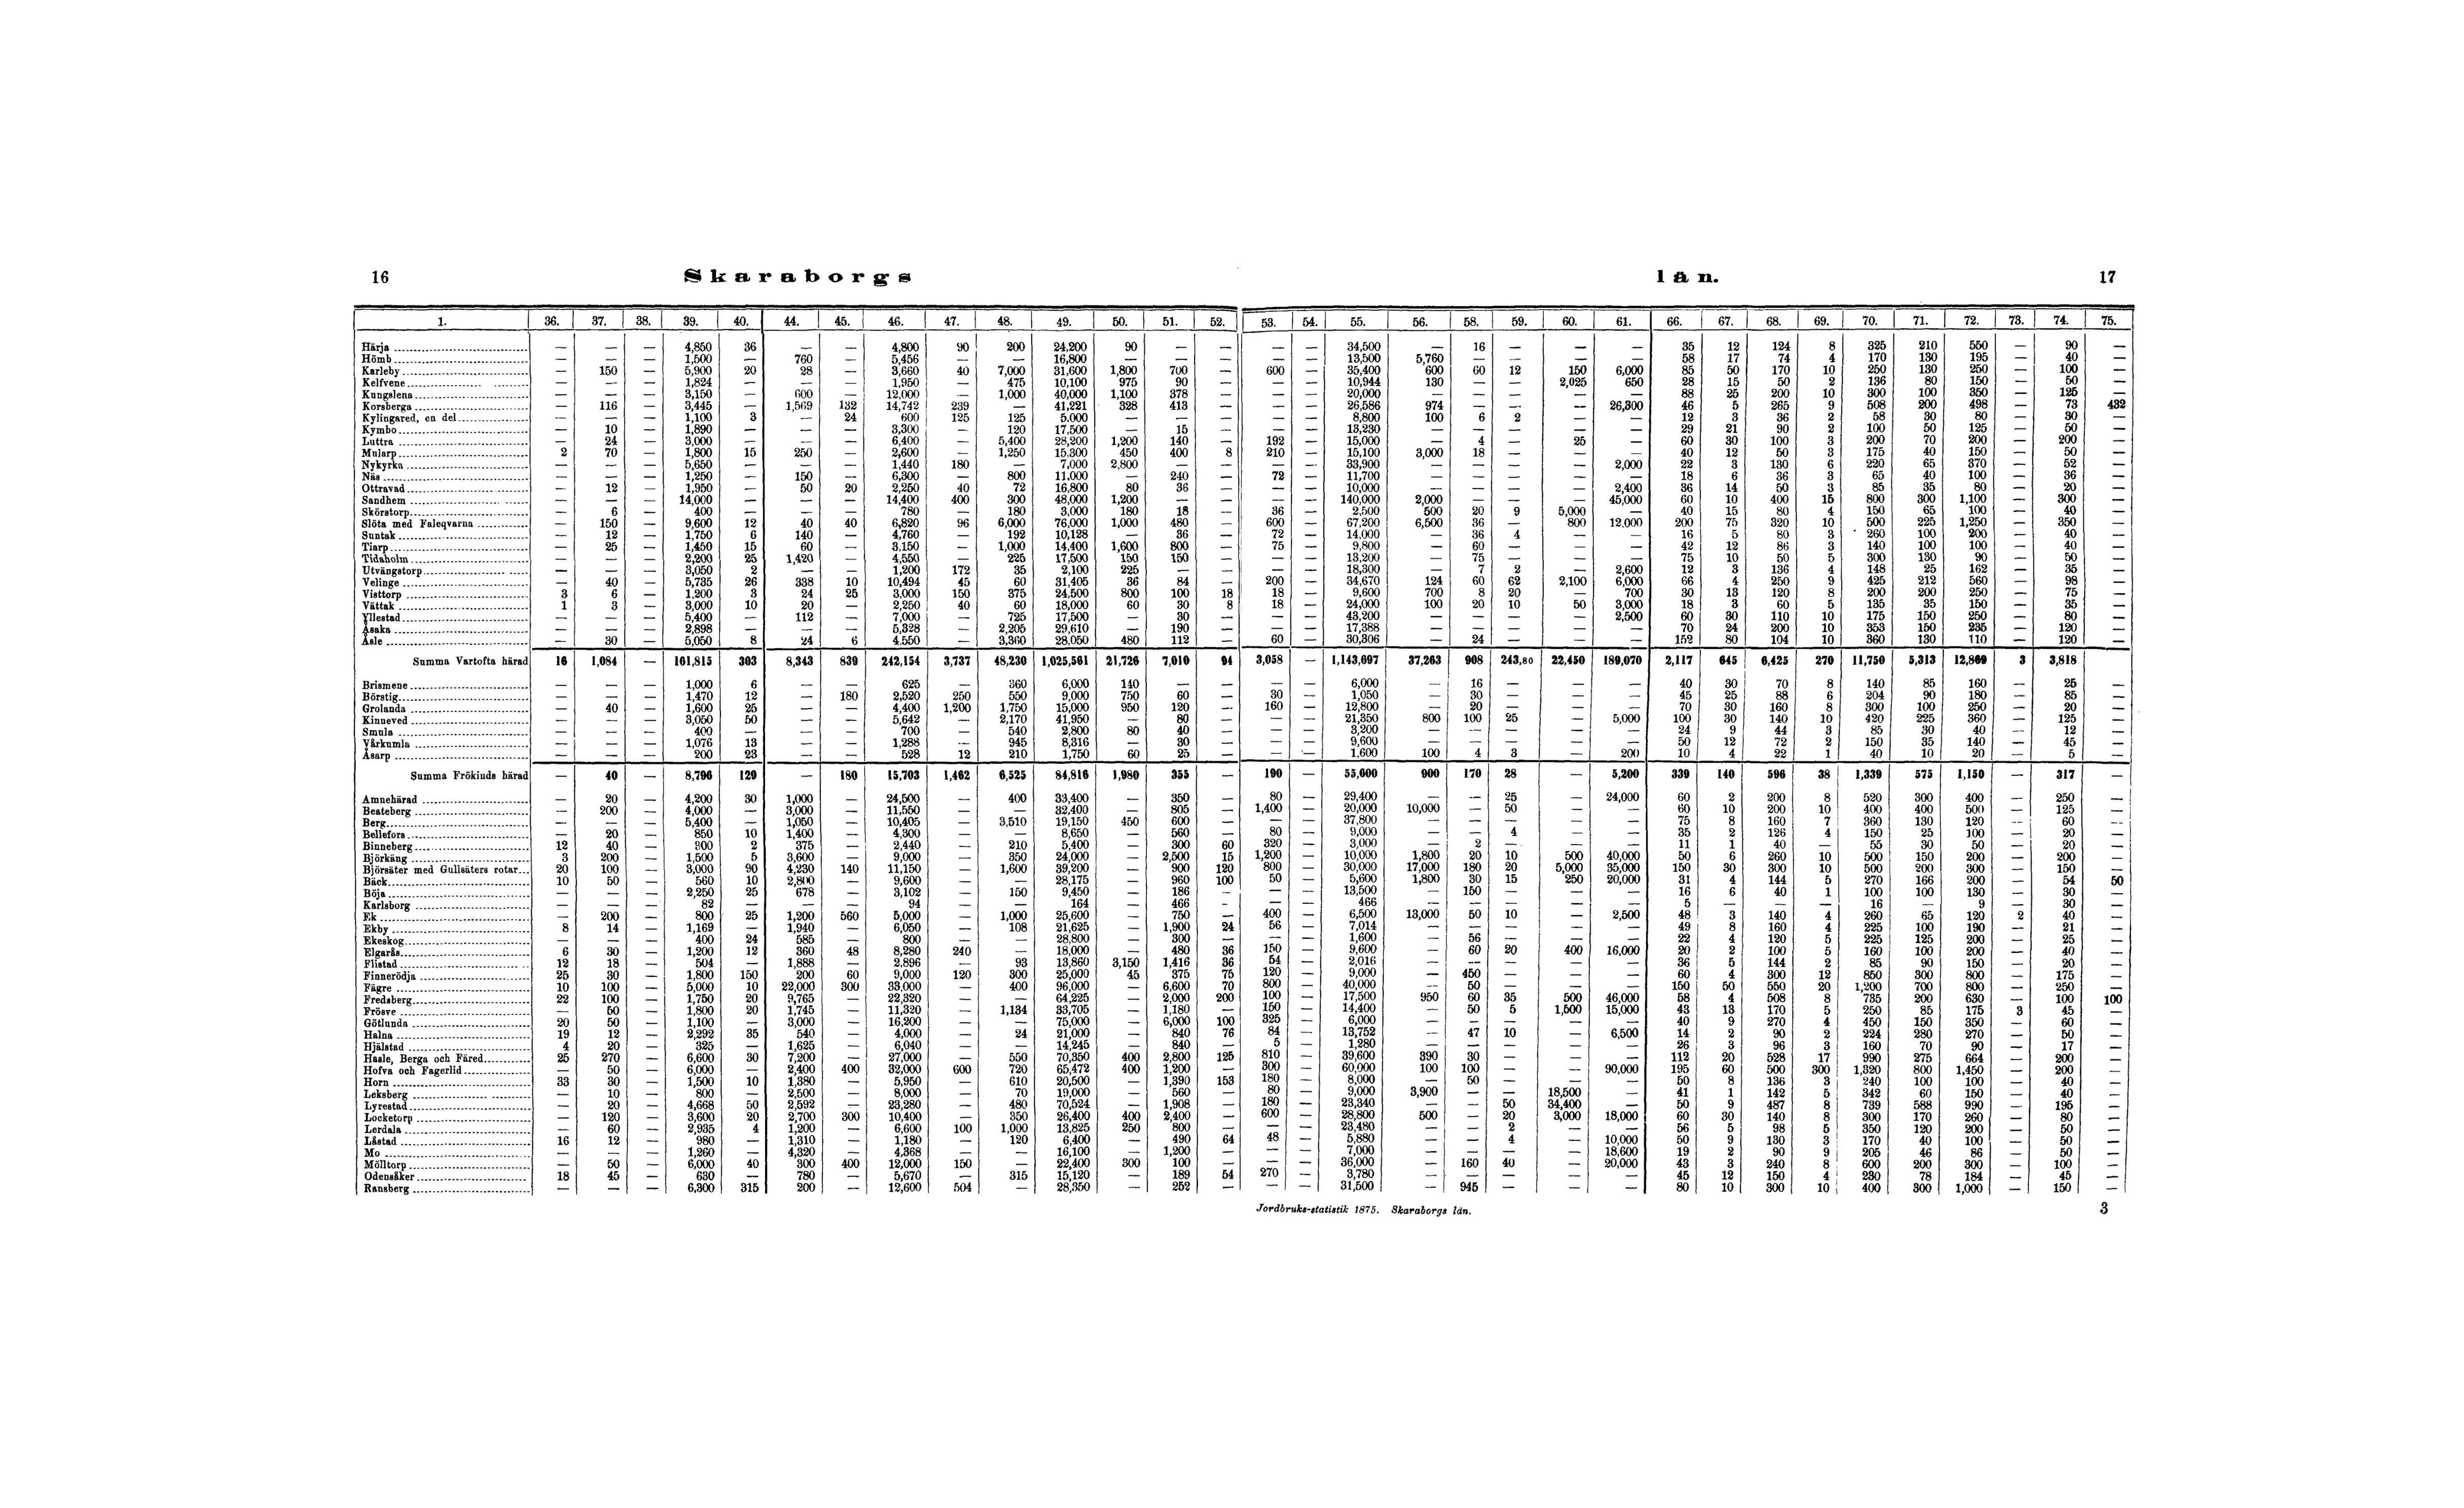 16 Skaraborgs län. 17
1. 36. 37. 38. 39. 40. 44. 45. 46. 47. 48. 49. 50. 51. 52. 53. 54. 55. 56. 58. 59. 60. 61. 66. 67. 68. 69. 70. 71. 72. 73. 74. 75.
Härja — — — 4,850 36 — — 4,800 90 200 24,200 90 — — — — 34,500 — 16 — — — 35 12 124 8 325 210 550 — 90 —
Hömb — — — 1,500 — 760 — 5,456 — — 16,800 — — — — — 13,500 5,760 — — — — 58 17 74 4 170 130 195 — 40 —
Karleby — 150 — 5,900 20 28 — 3,660 40 7,000 31,600 1,800 700 — 600 — 35,400 600 60 12 150 6,000 85 50 170 10 250 130 250 — 100 —
Kelfvene — — — 1,824 — — — 1,950 — 475 10,100 975 90 — — — 10,944 130 — — 2,025 650 28 15 50 2 136 80 150 — 50 —
Kungslena — — — 3,150 — 600 — 12,000 — 1,000 40,000 1,100 378 — — — 20,000 — — — — — 88 25 200 10 300 100 350 — 125 —
Korsberga — 116 — 3,445 — 1,569 132 14,742 239 — 41,221 328 413 — — — 26,586 974 — — — 26,300 46 5 265 9 508 200 498 — 73 432
Kylingared, en del — — — 1,100 3 — 24 600 125 125 5,000 — — — — — 8,800 100 6 2 — — 12 3 36 2 58 30 80 — 30 —
Kymbo — 10 — 1,890 — — — 3,300 — 120 17,500 — 15 — — — 13,230 — — — — — 29 21 90 2 100 50 125 — 50 —
Luttra — 24 — 3,000 — — — 6,400 — 5,400 28,200 1,200 140 — 192 — 15,000 — 4 — 25 — 60 30 100 3 200 70 200 — 200 —
Mularp 2 70 — 1,800 15 250 — 2,600 — 1,250 15,300 450 400 8 210 — 15,100 3,000 18 — — — 40 12 50 3 175 40 150 — 50 —
Nykyrka — — — 5,650 — — — 1,440 180 — 7,000 2,800 — — — — 33,900 — — — — 2,000 22 3 130 6 220 65 370 — 52 —
Näs — — — 1,250 — 150 — 6,300 — 800 11,000 — 240 — 72 — 11,700 — — — — — 18 6 36 3 65 40 100 — 36 —
Ottravad — 12 — 1,950 — 50 20 2,250 40 72 16,800 80 36 — — — 10,000 — — — — 2,400 36 14 50 3 85 35 80 — 20 —
Sandhem — — — 14,000 — — — 14,400 400 300 48,000 1,200 — — — — 140,000 2,000 — — — 45,000 60 10 400 15 800 300 1,100 — 300 —
Skörstorp — 6 — 400 — — — 780 — 180 3,000 180 18 — 36 — 2,500 500 20 9 5,000 — 40 15 80 4 150 65 100 — 40 —
Slöta med Faleqvarna — 150 — 9,600 12 40 40 6,820 96 6,000 76,000 1,000 480 — 600 — 67,200 6,500 36 — 800 12,000 200 75 320 10 500 225 1,250 — 350 —
Suntak — 12 — 1,750 6 140 — 4,760 — 192 10,128 — 36 — 72 — 14,000 — 36 4 — — 16 5 80 3 260 100 200 — 40 —
Tiarp — 25 — 1,450 15 60 — 3,150 — 1,000 14,400 1,600 800 — 75 — 9,800 — 60 — — — 42 12 86 3 140 100 100 — 40 —
Tidaholm — — — 2,200 25 1,420 — 4,550 — 225 17,500 150 150 — — — 13,200 — 75 — — — 75 10 50 5 300 130 90 — 50 —
Utvängstorp — — — 3,050 2 — — 1,200 172 35 2,100 225 — — — — 18,300 — 7 2 — 2,600 12 3 136 4 148 25 162 — 35 —
Velinge — 40 — 5,735 26 338 10 10,494 45 60 31,405 36 84 — 200 — 34,670 124 60 62 2,100 6,000 66 4 250 9 425 212 560 — 98 —
Visttorp 3 6 — 1,200 3 24 25 3,000 150 375 24,500 800 100 18 18 — 9,600 700 8 20 — 700 30 13 120 8 200 200 250 — 75 —
Vättak 1 3 — 3,000 10 20 — 2,250 40 60 18,000 60 30 8 18 — 24,000 100 20 10 50 3,000 18 3 60 5 135 35 150 — 35 —
Yllestad — — — 5,400 — 112 — 7,000 — 725 17,500 — 30 — — — 43,200 — — — — 2,500 60 30 110 10 175 150 250 — 80 —
Åsaka — — — 2,898 — — — 5,328 — 2,205 29,610 — 190 — — — 17,388 — — — — — 70 24 200 10 353 150 235 — 120 —
Åsle — 30 — 5,050 8 24 6 4,550 — 3,360 28,050 480 112 — 60 — 30,306 — 24 — — — 152 80 104 10 360 130 110 — 120 —
Summa Vartofta härad 16 1,084 — 161,815 303 8,343 839 242,154 3,737 48,230 1,025,561 21,726 7,010 94 3,058 — 1,143,697 37,263 908 243,80 22,450 189,070 2,117 645 6,425 270 11,750 5,313 12,869 3 3,818
Brismene — — — 1,000 6 — — 625 — 360 6,000 140 — — — — 6,000 — 16 — — — 40 30 70 8 140 85 160 — 25 —
Börstig — — — 1,470 12 — 180 2,520 250 550 9,000 750 60 — 30 — 1,050 — 30 — — — 45 25 88 6 204 90 180 — 85 —
Grolanda — 40 — 1,600 25 — — 4,400 1,200 1,750 15,000 950 120 — 160 — 12,800 — 20 — — — 70 30 160 8 300 100 250 — 20 —
Kinneved — — — 3,050 50 — — 5,642 — 2,170 41,950 — 80 — — — 21,350 800 100 25 — 5,000 100 30 140 10 420 225 360 — 125 —
Smula — — — 400 — — — 700 — 540 2,800 80 40 — — — 3,200 — — — — — 24 9 44 3 85 30 40 — 12 —
Vårkumla — — — 1,076 13 — — 1,288 — 945 8,316 — 30 — — — 9,600 — — — — — 50 12 72 2 150 35 140 — 45 —
Åsarp — — — 200 23 — — 528 12 210 1,750 60 25 — — — 1,600 100 4 3 — 200 10 4 22 1 40 10 20 — 5 —
Summa Frökinds härad — 40 — 8,796 129 — 180 15,703 1,462 6,525 84,816 1,980 355 — 190 — 55,600 900 170 28 — 5,200 339 140 596 38 1,339 575 1,150 — 317 —
Amnehärad — 20 — 4,200 30 1,000 — 24,500 — 400 33,400 — 350 — 80 — 29,400 — — 25 — 24,000 60 2 200 8 520 300 400 — 250 —
Beateberg — 200 — 4,000 — 3,000 — 11,550 — — 32,400 — 805 — 1,400 — 20,000 10,000 — 50 — — 60 10 200 10 400 400 500 — 125 —
Berg — — — 5,400 — 1,050 — 10,405 — 3,510 19,150 450 600 — — — 37,800 — — — — — 75 8 160 7 360 130 120 — 60 —
Bellefors — 20 — 850 10 1,400 — 4,300 — — 8,650 — 560 — 80 — 9,000 — — 4 — — 35 2 126 4 150 25 100 — 20 —
Binneberg 12 40 — 900 2 375 — 2,440 — 210 5,400 — 300 60 320 — 3,000 — 2 — — — 11 1 40 — 55 30 50 — 20 —
Björkäng 3 200 — 1,500 5 3,600 — 9,000 — 350 24,000 — 2,500 15 1,200 — 10,000 1,800 20 10 500 40,000 50 6 260 10 500 150 200 — 200 —
Björsäter med Gullsäters rotar 20 100 — 3,000 90 4,230 140 11,150 — 1,600 39,200 — 900 120 800 — 30,000 17,000 180 20 5,000 35,000 150 30 300 10 500 200 300 — 150 —
Bäck 10 50 — 560 10 2,800 — 9,600 — — 28,175 — 960 100 50 — 5,600 1,800 30 15 250 20,000 31 4 144 5 270 166 200 — 54 50
Böja — — — 2,250 25 678 — 3,102 — 150 9,450 — 186 — — — 13,500 — 150 — — — 16 6 40 1 100 100 130 — 30 —
Karlsborg — — — 82 — — — 94 — — 164 — 466 - — — 466 — — — — — 5 — — — 16 — 9 — 30 —
Ek — 200 — 800 25 1,200 560 5,000 — 1,000 25,600 — 750 — 400 — 6,500 13,000 50 10 — 2,500 48 3 140 4 260 65 120 2 40 —
Ekby 8 14 — 1,169 — 1,940 — 6,050 — 108 21,625 — 1,900 24 56 — 7,014 — — — — — 49 8 160 4 225 100 190 — 21 —
Ekeskog — — — 400 24 585 — 800 — — 28,800 — 300 — — — 1,600 — 56 — — — 22 4 120 5 225 125 200 — 25 —
Elgarås 6 30 — 1,200 12 360 48 8,280 240 — 18,000 — 480 36 150 — 9,600 — 60 20 400 16,000 20 2 100 5 160 100 200 — 40 —
Flistad 12 18 — 504 — 1,888 — 2,896 — 93 13,860 3,150 1,416 36 54 — 2,016 — — — — — 36 5 144 2 85 90 150 — 20 —
Finnerödja 25 30 — 1,800 150 200 60 9,000 120 300 25,000 45 375 75 120 — 9,000 — 450 — — — 60 4 300 12 850 300 800 — 175 —
Fägre 10 100 — 5,000 10 22,000 300 33,000 — 400 96,000 — 6,600 70 800 — 40,000 — 50 — — — 150 50 550 20 1,200 700 800 — 250 —
Fredsberg 22 100 — 1,750 20 9,765 — 22,320 — — 64,225 — 2,000 200 100 — 17,500 950 60 35 500 46,000 58 4 508 8 735 200 630 — 100 100
Frösve — 50 — 1,800 20 1,745 — 11,320 — 1,134 33,705 — 1,180 — 150 — 14,400 — 50 5 1,500 15,000 43 13 170 5 250 85 175 3 45 —
Götlunda 20 50 — 1,100 — 3,000 — 16,200 — — 75,000 — 6,000 100 325 — 6,000 — — — — — 40 9 270 4 450 150 350 — 60 —
Halna 19 12 — 2,292 35 540 — 4,000 — 24 21,000 — 840 76 84 — 13,752 — 47 10 — 6,500 14 2 90 2 224 280 270 — 50 —
Hjälstad 4 20 — 325 — 1,625 — 6,040 — — 14,245 — 840 — 5 — 1,280 — — — — — 26 3 96 3 160 70 90 — 17 —
Hasle, Berga och Färed 25 270 — 6,600 30 7,200 — 27,000 — 550 70,350 400 2,800 125 810 — 39,600 390 30 — — — 112 20 528 17 990 275 664 — 200 —
Hofva och Fagerlid — 50 — 6,000 — 2,400 400 32,000 600 720 65,472 400 1,200 — 300 — 60,000 100 100 — — 90,000 195 60 500 300 1,320 800 1,450 — 200 —
Horn 33 30 — 1,500 10 1,380 — 5,950 — 610 20,500 — 1,390 153 180 — 8,000 — 50 — — — 50 8 136 3 240 100 100 — 40 —
Leksberg — 10 — 800 — 2,500 — 8,000 — 70 19,000 — 560 — 80 — 9,000 3,900 — — 18,500 — 41 1 142 5 342 60 150 — 40 —
Lyrestad — 20 — 4,668 50 2,592 — 23,280 — 480 70,524 — 1,908 — 180 — 23,340 — — 50 34,400 — 50 9 487 8 739 588 990 — 195 —
Locketorp — 120 — 3,600 20 2,700 300 10,400 — 350 26,400 400 2,400 — 600 — 28,800 500 — 20 3,000 18,000 60 30 140 8 300 170 260 — 80 —
Lerdala — 60 — 2,935 4 1,200 — 6,600 100 1,000 13,825 250 800 — — — 23,480 — — 2 — — 56 5 98 5 350 120 200 — 50 —
Låstad 16 12 — 980 — 1,310 — 1,180 — 120 6,400 — 490 64 48 — 5,880 — — 4 — 10,000 50 9 130 3 170 40 100 — 50 —
Mo — — — 1,260 — 4,320 — 4,368 — — 16,100 — 1,200 — — — 7,000 — — — — 18,600 19 2 90 9 205 46 86 — 50 —
Mölltorp — 50 — 6,000 40 300 400 12,000 150 — 22,400 300 100 — — — 36,000 — 160 40 — 20,000 43 3 240 8 600 200 300 — 100 —
Odensåker 18 45 — 630 — 780 — 5,670 — 315 15,120 — 189 54 270 — 3,780 — — — — — 45 12 150 4 230 78 184 — 45 —
Ransberg — — — 6,300 315 200 — 12,600 504 — 28,350 — 252 — — — 31,500 — 945 — — — 80 10 300 10 400 300 1,000 — 150 —
Jordbruks-statistik 1875. Skaraborgs län. 3